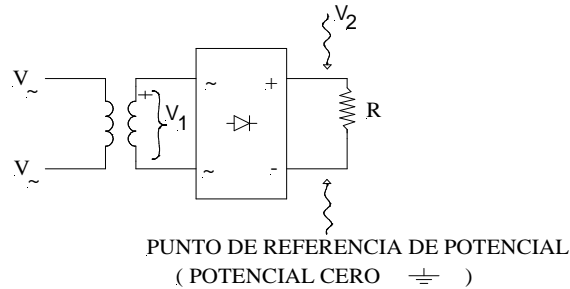 V2
V~
~
+
+
V1
R
V~
~
-
PUNTO DE REFERENCIA DE POTENCIAL
( POTENCIAL CERO )